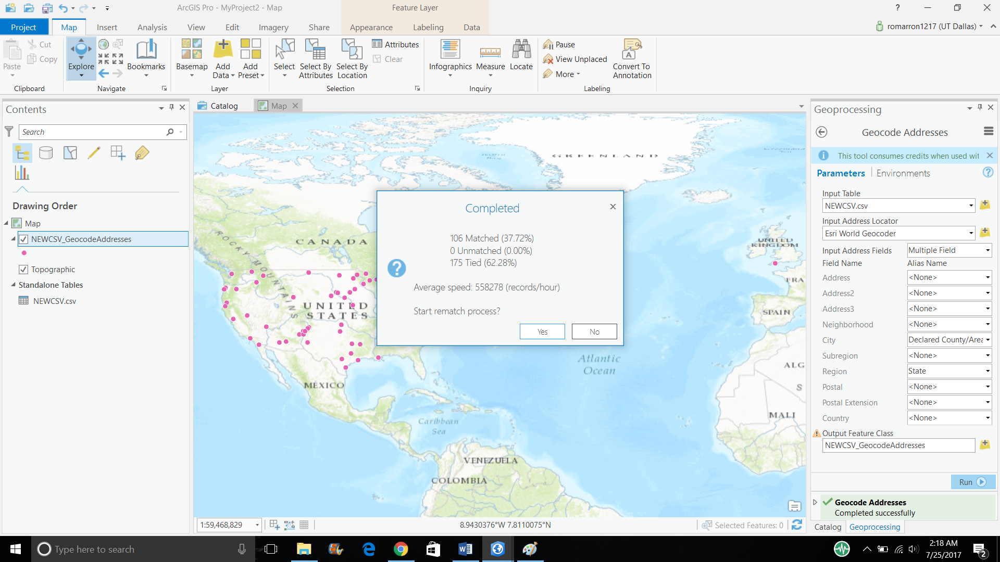 ArcGIS Pro - MyProject2 - Map
Feature Layer
?
Project
Map
Insert
Analysis
View
Edit
Imagery
Share
Appearance
Labeling
Data
romarron1217 (UT Dallas)
Paste
Cut
Copy
Clipboard
Explore
Bookmarks
Navigate
Basemap
Add Data
Add Preset
Layer
Select
Select By Attributes
Select By Location
Attributes
Clear
Selection
Infographics
Measure
Locate
Inquiry
Pause
View Unplaced
More
Convert To Annotation
Labeling
Contents
Search
Drawing Order
Map
NEWCSV_GeocodeAddresses
Topographic
Standalone Tables
NEWCSV.csv
Catalog
Map
GREENLAND
CANADA
ROCKY MOUNTAINS
UNITED STATES
MÉXICO
UNITED KINGDOM
FRA
SPAIN
ALG
S
MALI
Atlantic Ocean
Caribbean Sea
VENEZUELA
COLOMBIA
Completed
106 Matched (37.72%)
0 Unmatched (0.00%)
175 Tied (62.28%)
Average speed: 558278 (records/hour)
Start rematch process?
Yes
No
1:59,468,829
8.9430376°W 7.8110075°N
Selected Features: 0
Geoprocessing
Geocode Addresses
This tool consumes credits when used wit
Parameters
Environments
Input Table
NEWCSV.csv
Input Address Locator
Esri World Geocoder
Input Address Fields Multiple Field
Field Name Alias Name
Address <None>
Address2 <None>
Address3 <None>
Neighborhood <None>
City Declared County/Area
Subregion <None>
Region State
Postal <None>
Postal Extension <None>
Country <None>
Output Feature Class
NEWCSV_GeocodeAddresses
Run
Geocode Addresses
Completed successfully
Catalog
Geoprocessing
Type here to search
2:18 AM
7/25/2017
2